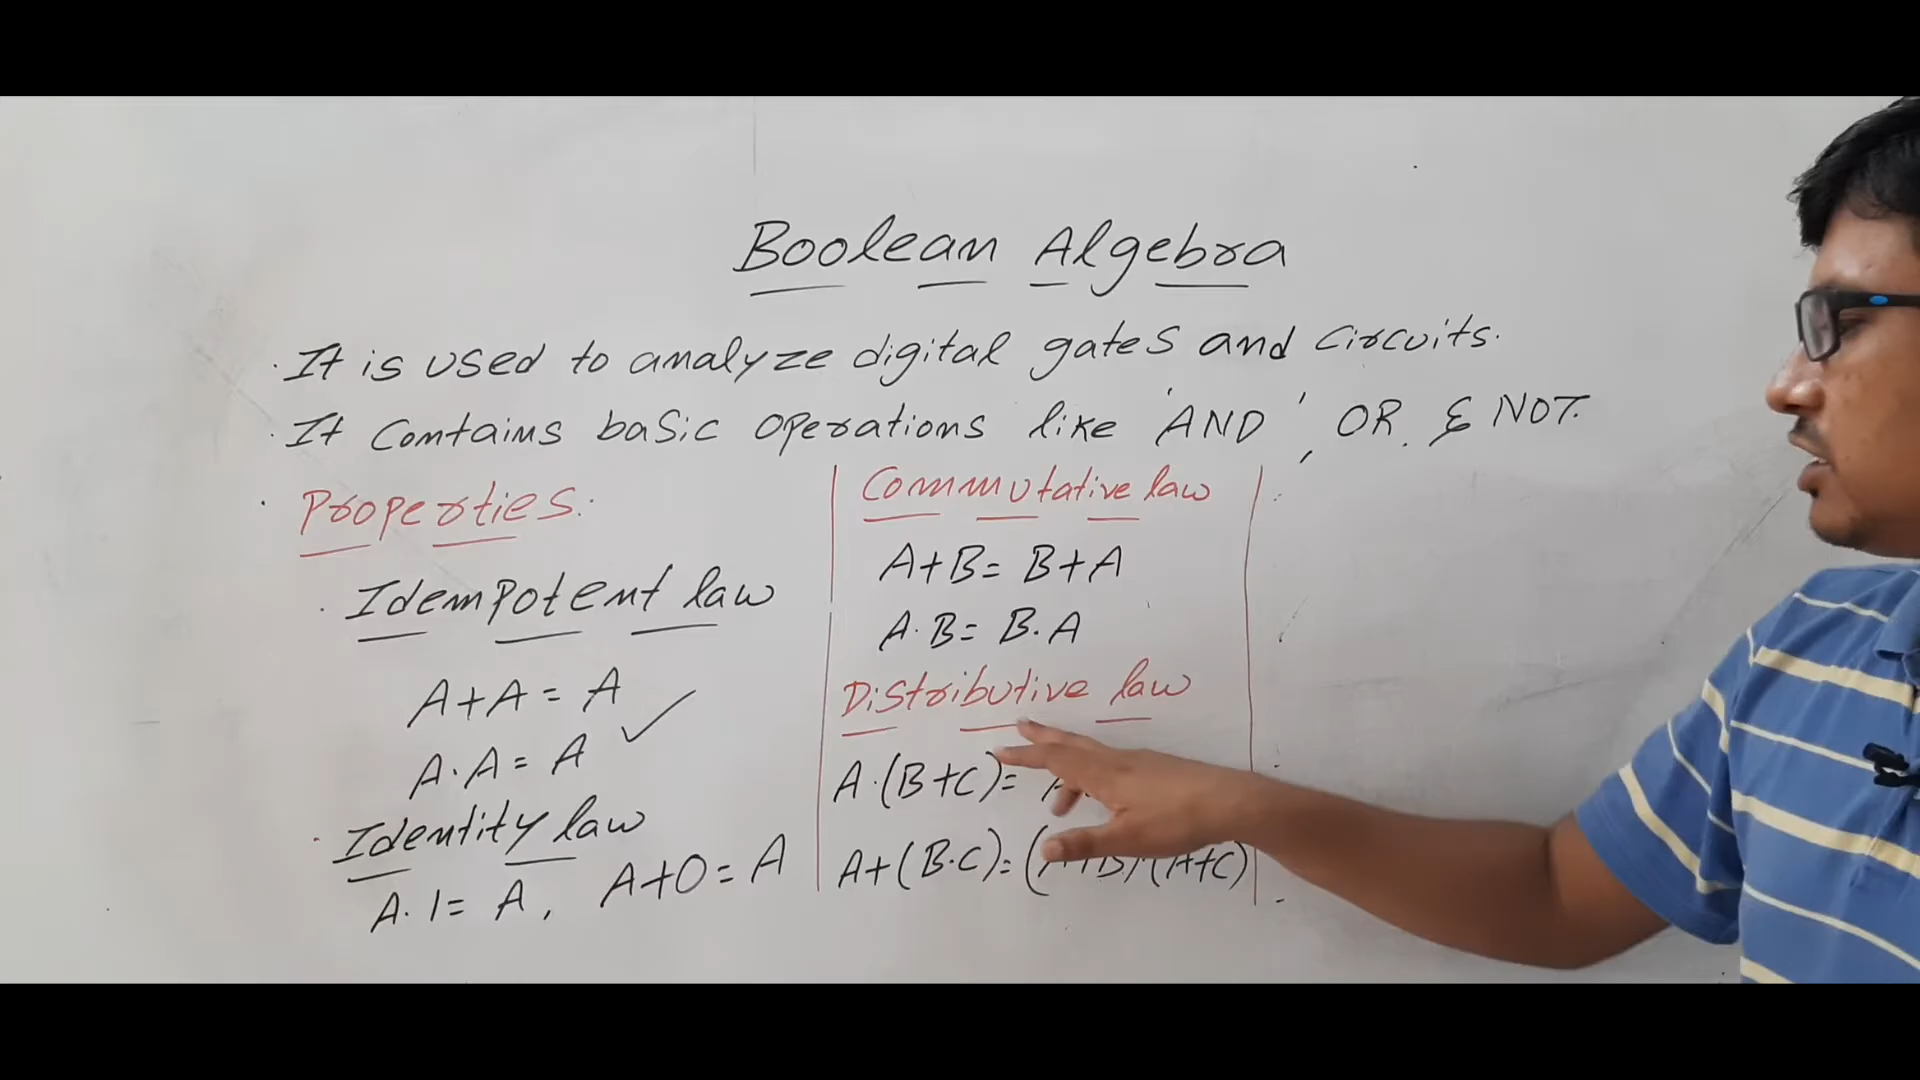 Boolean Algebra
· It is used to analyze digital gates and circuits.
· It contains basic operations like 'AND', OR, & NOT.
· Properties:
· Idempotent law
A+A = A
A·A = A ✓
· Identity law
A·1 = A, A+0 = A
Commutative law
A+B = B+A
A·B = B·A
Distributive law
A·(B+C) =
A+(B·C) = (A+B)·(A+C)